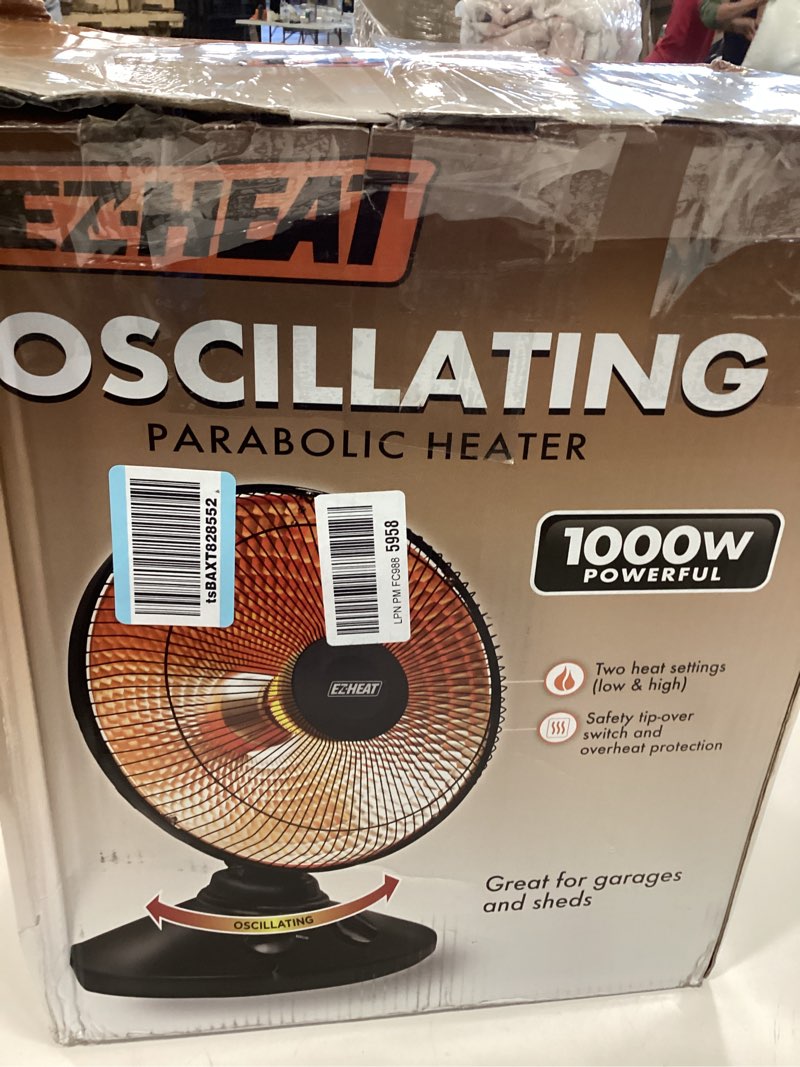 EZ-HEAT
OSCILLATING
PARABOLIC HEATER
tsBAXT828552
LPN PM FC988 5958
1000W
POWERFUL
EZ-HEAT
Two heat settings
(low & high)
Safety tip-over
switch and
overheat protection
Great for garages
and sheds
OSCILLATING